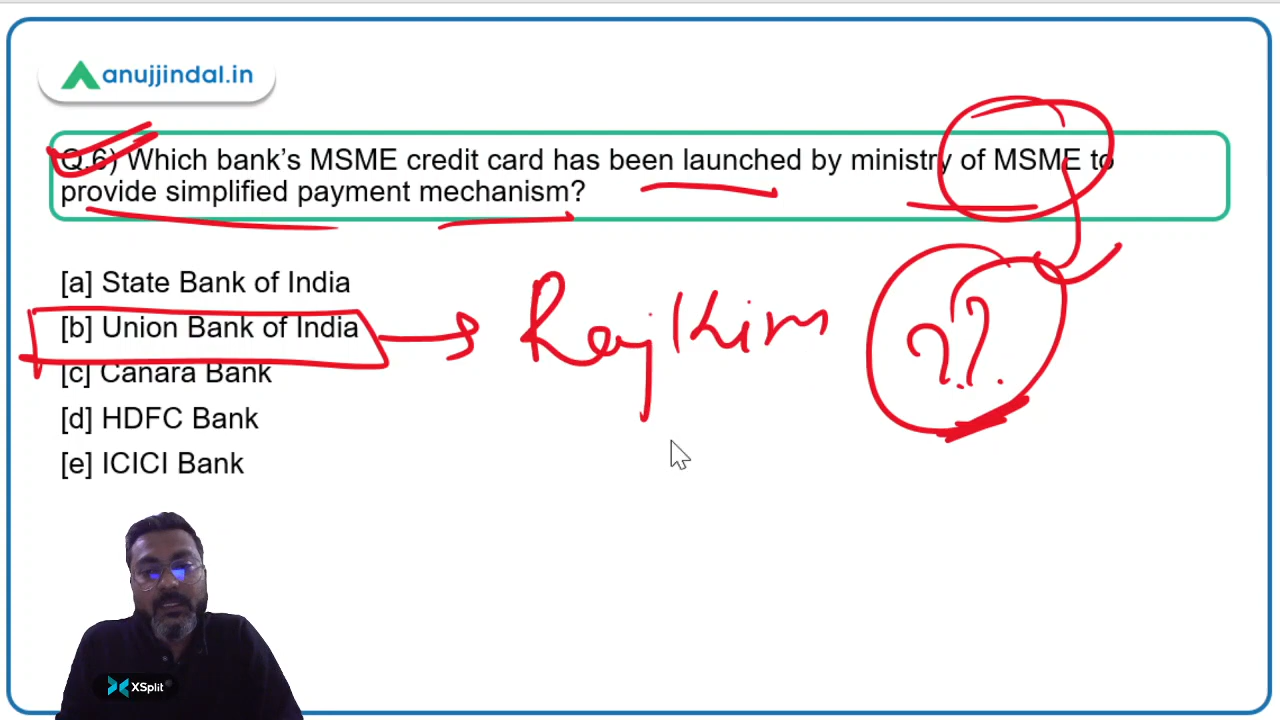 anujjindal.in
Q.6) Which bank's MSME credit card has been launched by ministry of MSME to
provide simplified payment mechanism?
[a] State Bank of India
[b] Union Bank of India
[c] Canara Bank
[d] HDFC Bank
[e] ICICI Bank
??
XSplit